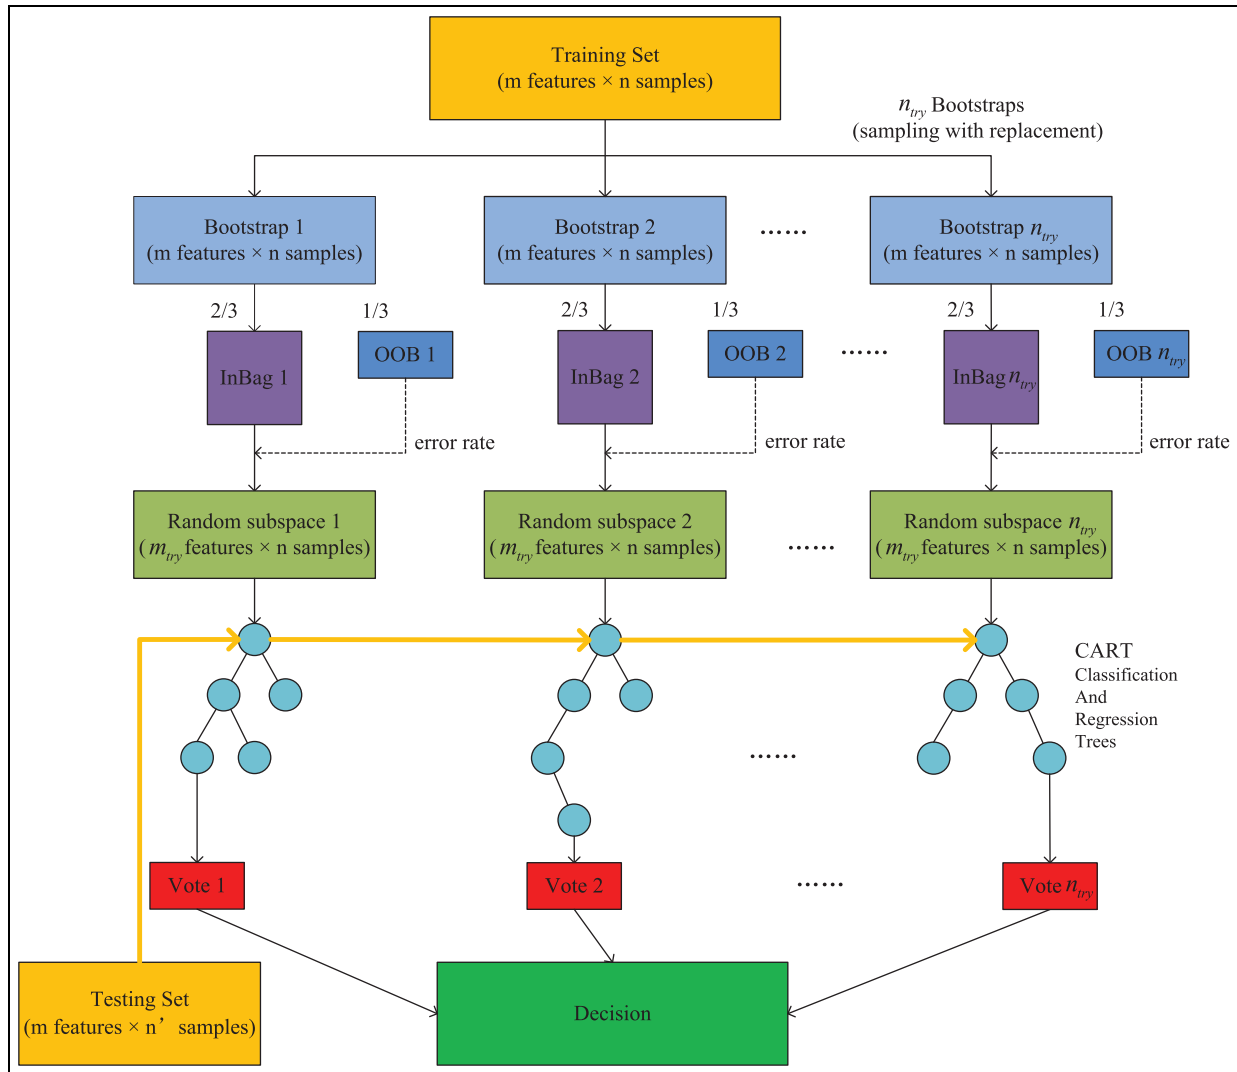 Training Set
(m features × n samples)
n_try Bootstraps
(sampling with replacement)
Bootstrap 1
(m features × n samples)
Bootstrap 2
(m features × n samples)
……
Bootstrap n_try
(m features × n samples)
2/3
1/3
2/3
1/3
2/3
1/3
InBag 1
OOB 1
InBag 2
OOB 2
……
InBag n_try
OOB n_try
error rate
error rate
error rate
Random subspace 1
(m_try features × n samples)
Random subspace 2
(m_try features × n samples)
……
Random subspace n_try
(m_try features × n samples)
CART
Classification
And
Regression
Trees
……
Vote 1
Vote 2
……
Vote n_try
Testing Set
(m features × n’ samples)
Decision